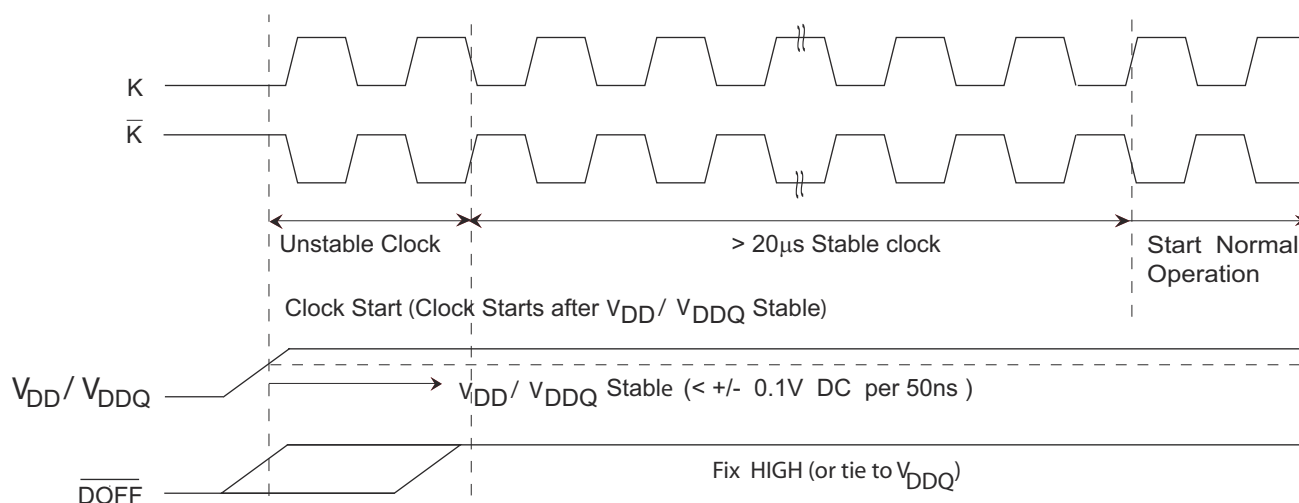 K
K̅
Unstable Clock
> 20μs Stable clock
Start Normal
Operation
Clock Start (Clock Starts after VDD/ VDDQ Stable)
VDD/ VDDQ
VDD/ VDDQ Stable (< +/- 0.1V DC per 50ns )
Fix HIGH (or tie to VDDQ)
D̅O̅F̅F̅